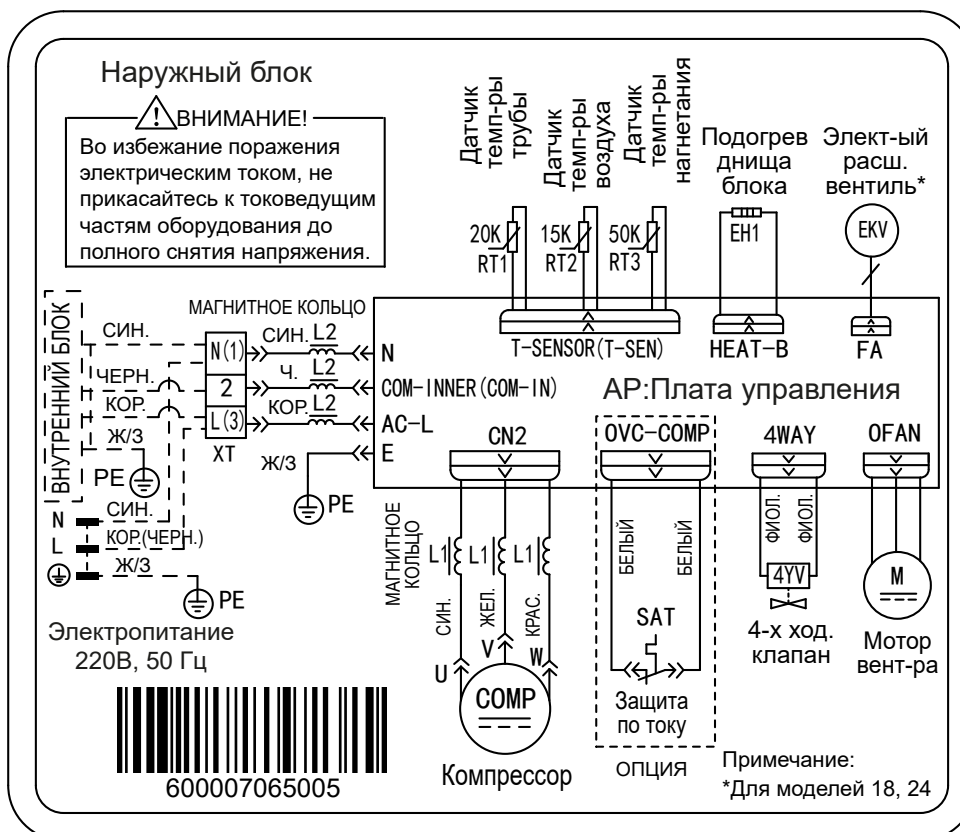 Наружный блок
ВНИМАНИЕ!
Во избежание поражения
электрическим током, не
прикасайтесь к токоведущим
частям оборудования до
полного снятия напряжения.
Датчик
темп-ры
трубы
Датчик
темп-ры
воздуха
Датчик
темп-ры
нагнетания
Подогрев
днища
блока
Элект-ый
расш.
вентиль*
20K
RT1
15K
RT2
50K
RT3
EH1
EKV
T-SENSOR(T-SEN)
HEAT-B
FA
МАГНИТНОЕ КОЛЬЦО
ВНУТРЕННИЙ БЛОК
СИН.
ЧЕРН.
КОР.
Ж/З
PE
N(1)
2
L(3)
XT
СИН.
L2
Ч.
L2
КОР.
L2
Ж/З
PE
N
COM-INNER(COM-IN)
AC-L
E
АР:Плата управления
CN2
OVC-COMP
4WAY
OFAN
N
СИН.
L
КОР.(ЧЕРН.)
Ж/З
PE
Электропитание
220В, 50 Гц
МАГНИТНОЕ
КОЛЬЦО
L1
L1
L1
СИН.
ЖЕЛ.
КРАС.
U
V
W
COMP
Компрессор
БЕЛЫЙ
БЕЛЫЙ
SAT
Защита
по току
ОПЦИЯ
ФИОЛ.
ФИОЛ.
4YV
4-х ход.
клапан
M
Мотор
вент-ра
600007065005
Примечание:
*Для моделей 18, 24